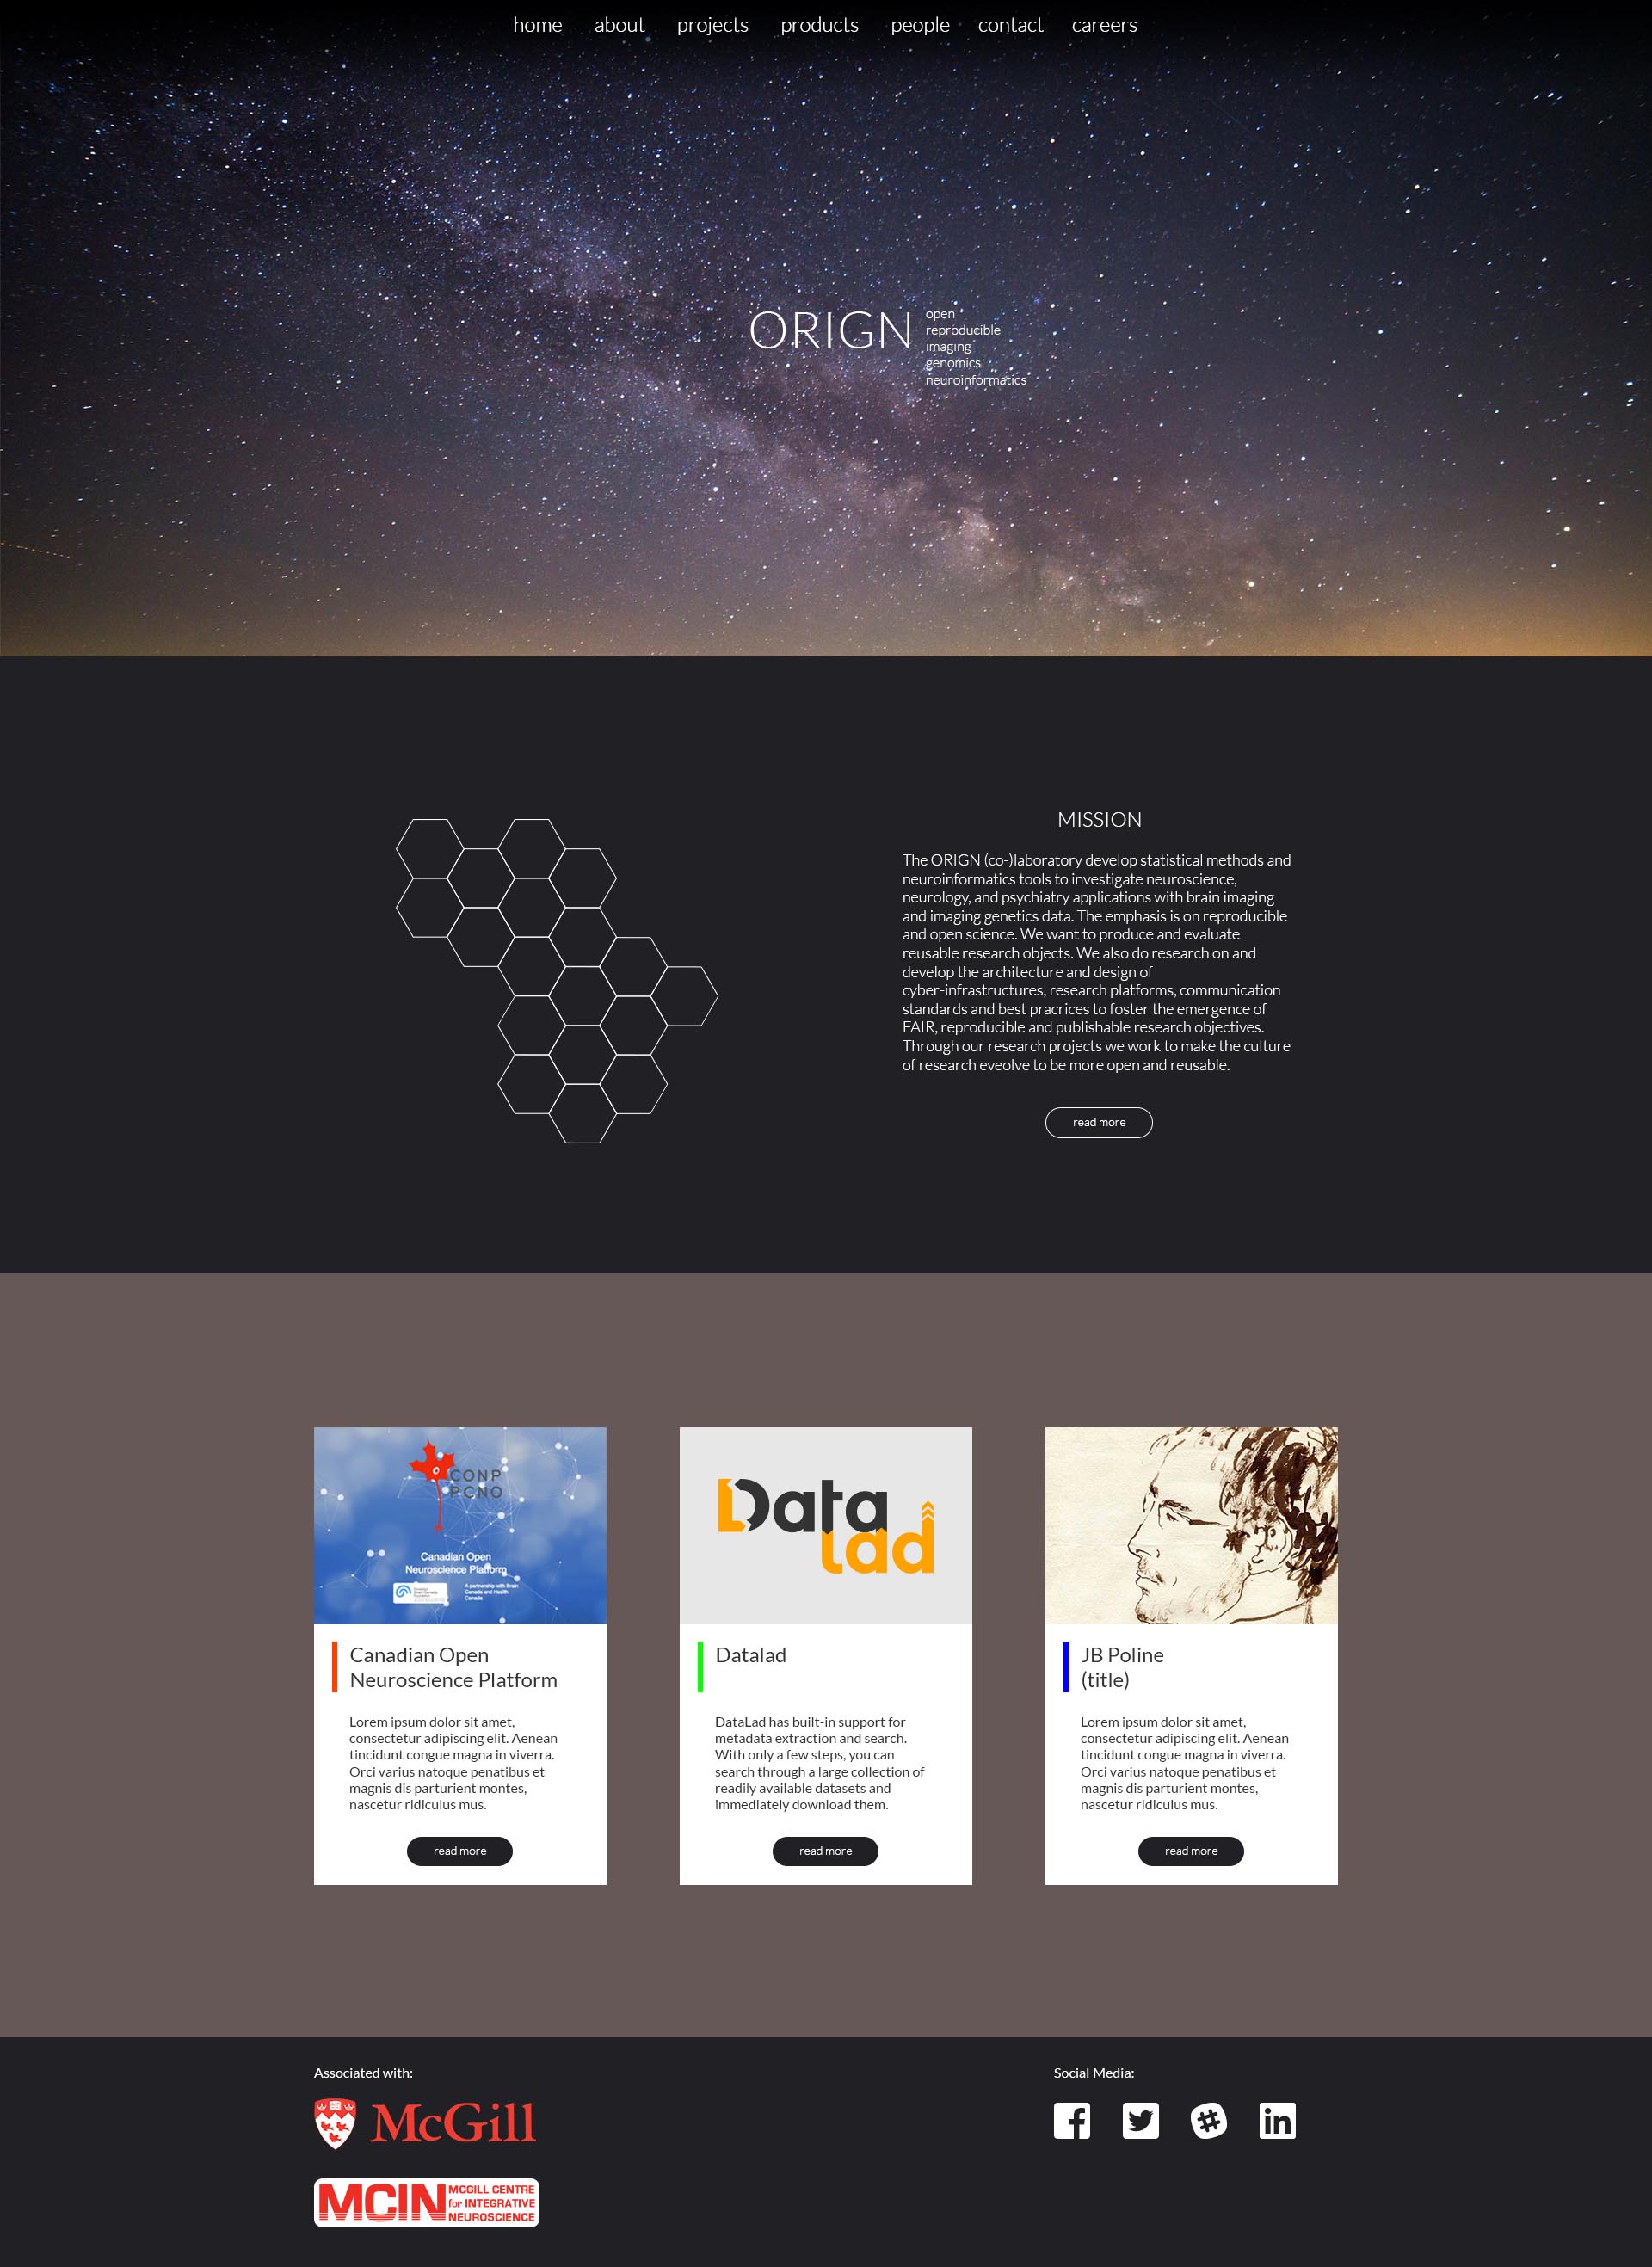 home about projects products people contact careers
ORIGN
open
reproducible
imaging
genomics
neuroinformatics
MISSION
The ORIGN (co-)laboratory develop statistical methods and
neuroinformatics tools to investigate neuroscience,
neurology, and psychiatry applications with brain imaging
and imaging genetics data. The emphasis is on reproducible
and open science. We want to produce and evaluate
reusable research objects. We also do research on and
develop the architecture and design of
cyber-infrastructures, research platforms, communication
standards and best pracrices to foster the emergence of
FAIR, reproducible and publishable research objectives.
Through our research projects we work to make the culture
of research eveolve to be more open and reusable.
read more
CONP
PCNO
Canadian Open
Neuroscience Platform
A partnership with Brain
Canada and Health
Canada
Canadian Open
Neuroscience Platform
Lorem ipsum dolor sit amet,
consectetur adipiscing elit. Aenean
tincidunt congue magna in viverra.
Orci varius natoque penatibus et
magnis dis parturient montes,
nascetur ridiculus mus.
read more
Data
lad
Datalad
DataLad has built-in support for
metadata extraction and search.
With only a few steps, you can
search through a large collection of
readily available datasets and
immediately download them.
read more
JB Poline
(title)
Lorem ipsum dolor sit amet,
consectetur adipiscing elit. Aenean
tincidunt congue magna in viverra.
Orci varius natoque penatibus et
magnis dis parturient montes,
nascetur ridiculus mus.
read more
Associated with:
McGill
MCIN
MCGILL CENTRE
for INTEGRATIVE
NEUROSCIENCE
Social Media: